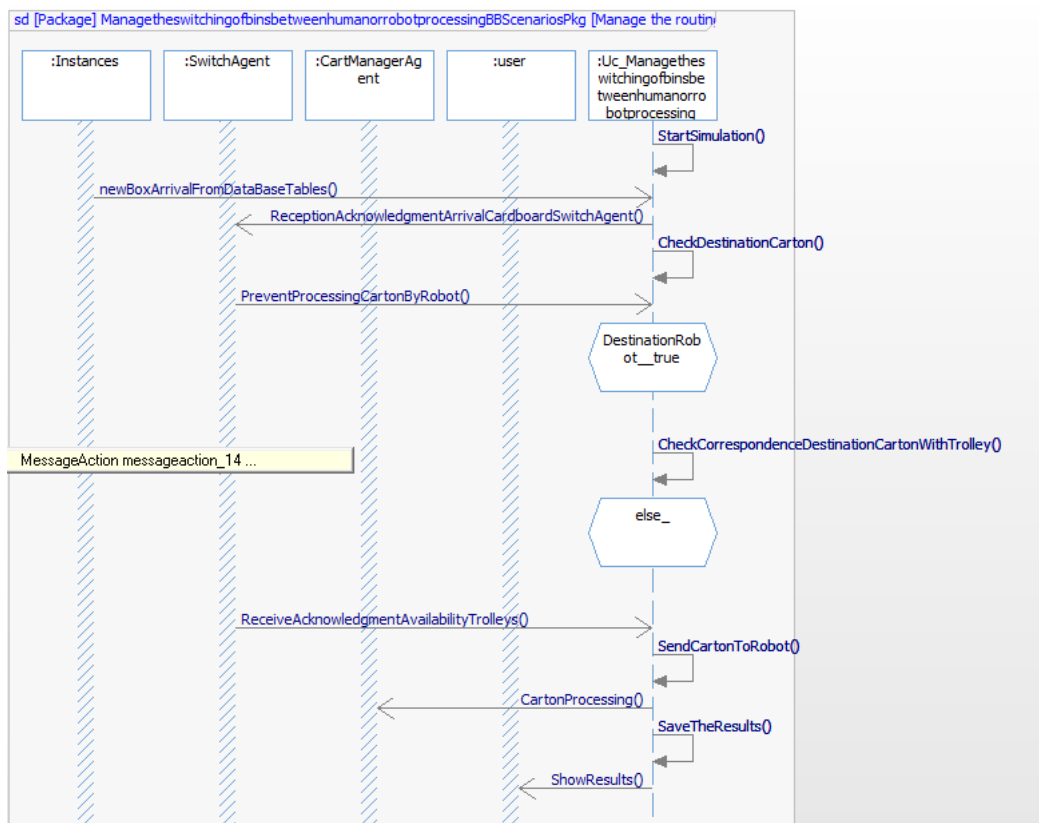 sd [Package] ManagetheswitchingofbinsbetweenhumanorrobotprocessingBBScenariosPkg [Manage the routing
:Instances
:SwitchAgent
:CartManagerAg
ent
:user
:Uc_Managethes
witchingofbinsbe
tweenhumanorro
botprocessing
StartSimulation()
newBoxArrivalFromDataBaseTables()
ReceptionAcknowledgmentArrivalCardboardSwitchAgent()
CheckDestinationCarton()
PreventProcessingCartonByRobot()
DestinationRob
ot__true
CheckCorrespondenceDestinationCartonWithTrolley()
MessageAction messageaction_14 ...
else_
ReceiveAcknowledgmentAvailabilityTrolleys()
SendCartonToRobot()
CartonProcessing()
SaveTheResults()
ShowResults()